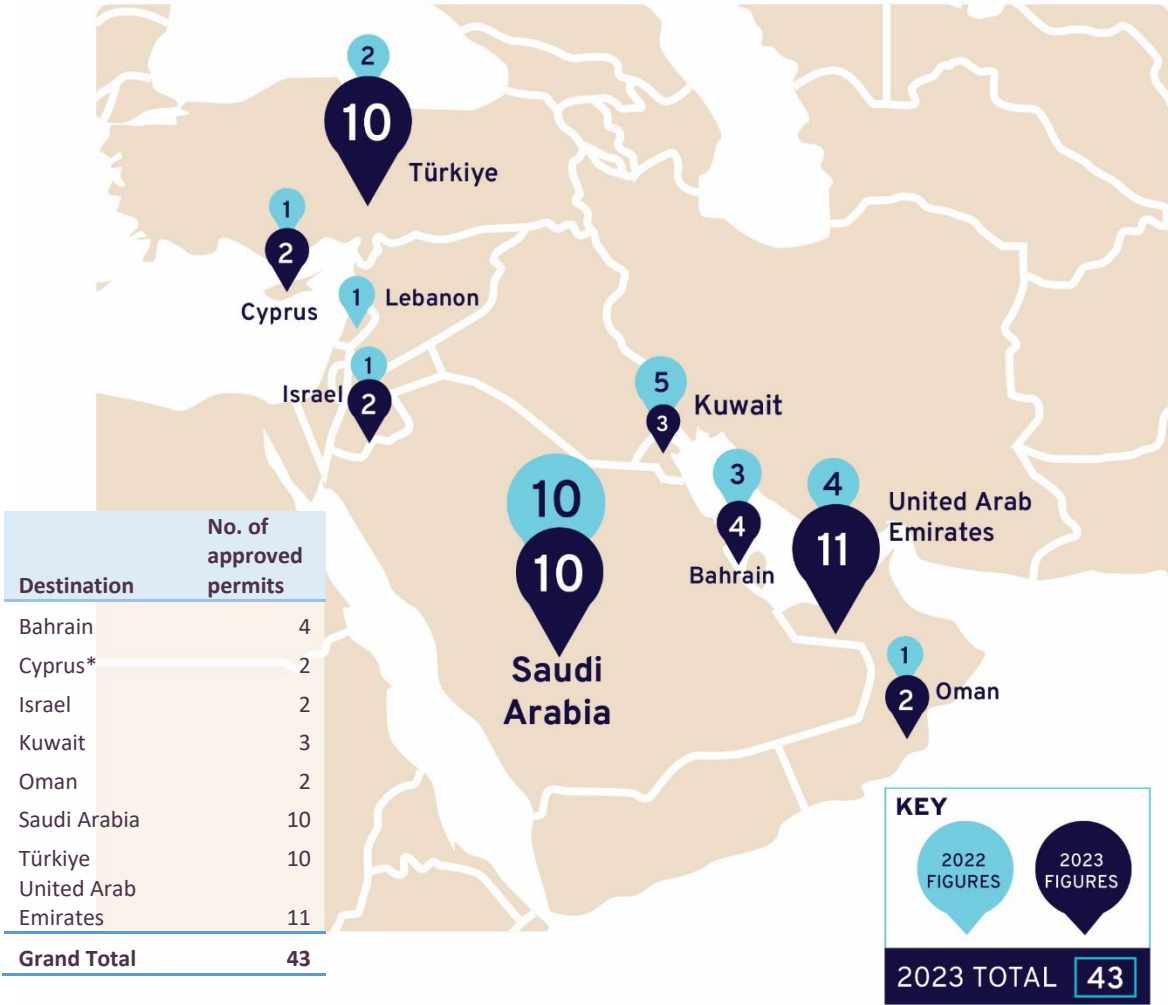 2
10
Türkiye
1
2
Cyprus
1
Lebanon
1
Israel
2
5
Kuwait
3
10
10
Saudi
Arabia
3
4
Bahrain
4
11
United Arab
Emirates
1
2
Oman
Destination No. of
approved
permits
Bahrain 4
Cyprus* 2
Israel 2
Kuwait 3
Oman 2
Saudi Arabia 10
Türkiye 10
United Arab
Emirates 11
Grand Total 43
KEY
2022
FIGURES
2023
FIGURES
2023 TOTAL 43